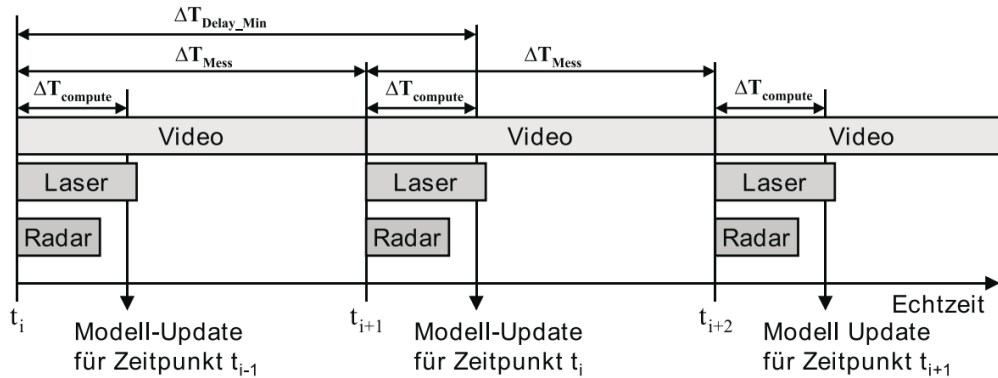 ΔT_Delay_Min
ΔT_Mess ΔT_Mess
ΔT_compute ΔT_compute ΔT_compute
Video Video Video
Laser Laser Laser
Radar Radar Radar
Echtzeit
t_i t_i+1 t_i+2
Modell-Update Modell-Update Modell Update
für Zeitpunkt t_i-1 für Zeitpunkt t_i für Zeitpunkt t_i+1